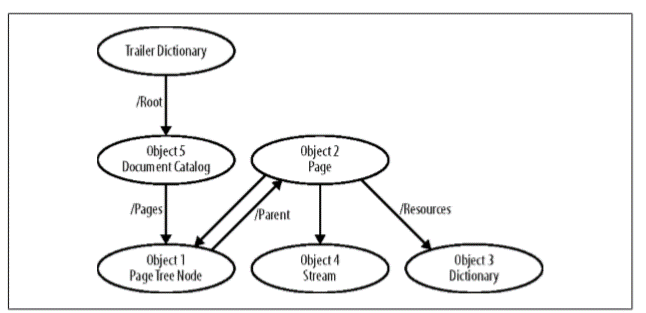 Trailer Dictionary
/Root
Object 5
Document Catalog
Object 2
Page
/Pages
/Parent
/Resources
Object 1
Page Tree Node
Object 4
Stream
Object 3
Dictionary